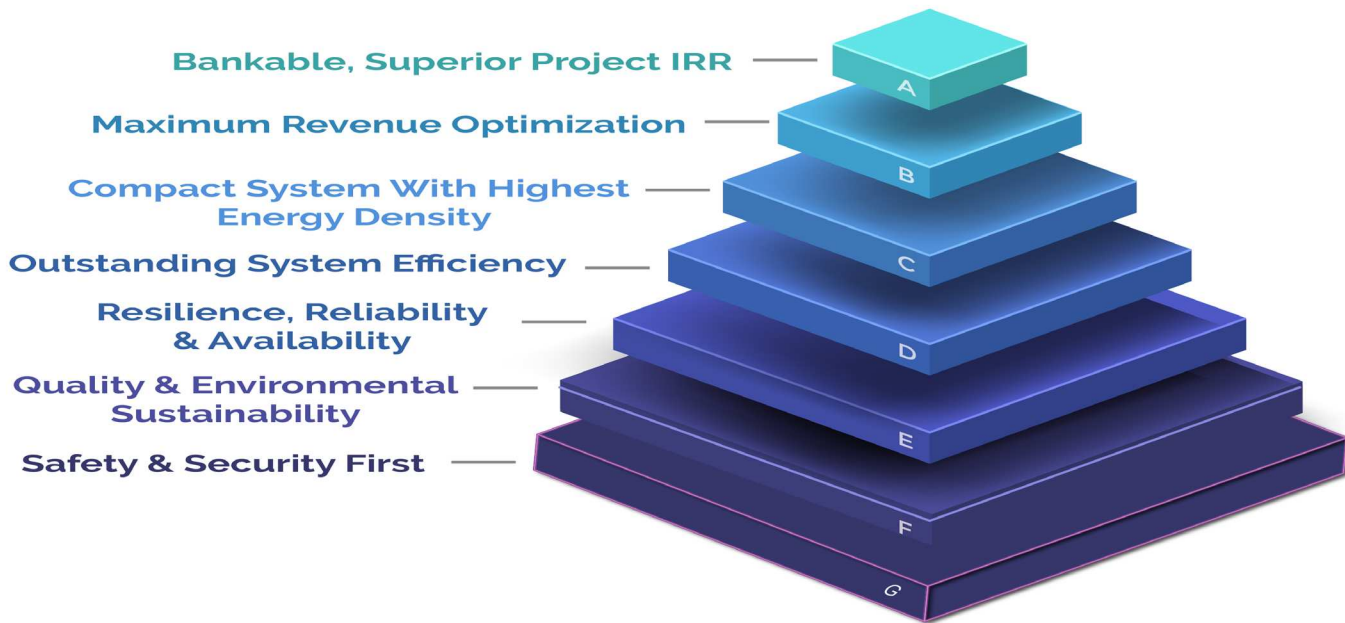 Bankable, Superior Project IRR
A
Maximum Revenue Optimization
B
Compact System With Highest
Energy Density
C
Outstanding System Efficiency
D
Resilience, Reliability
& Availability
E
Quality & Environmental
Sustainability
F
Safety & Security First
G